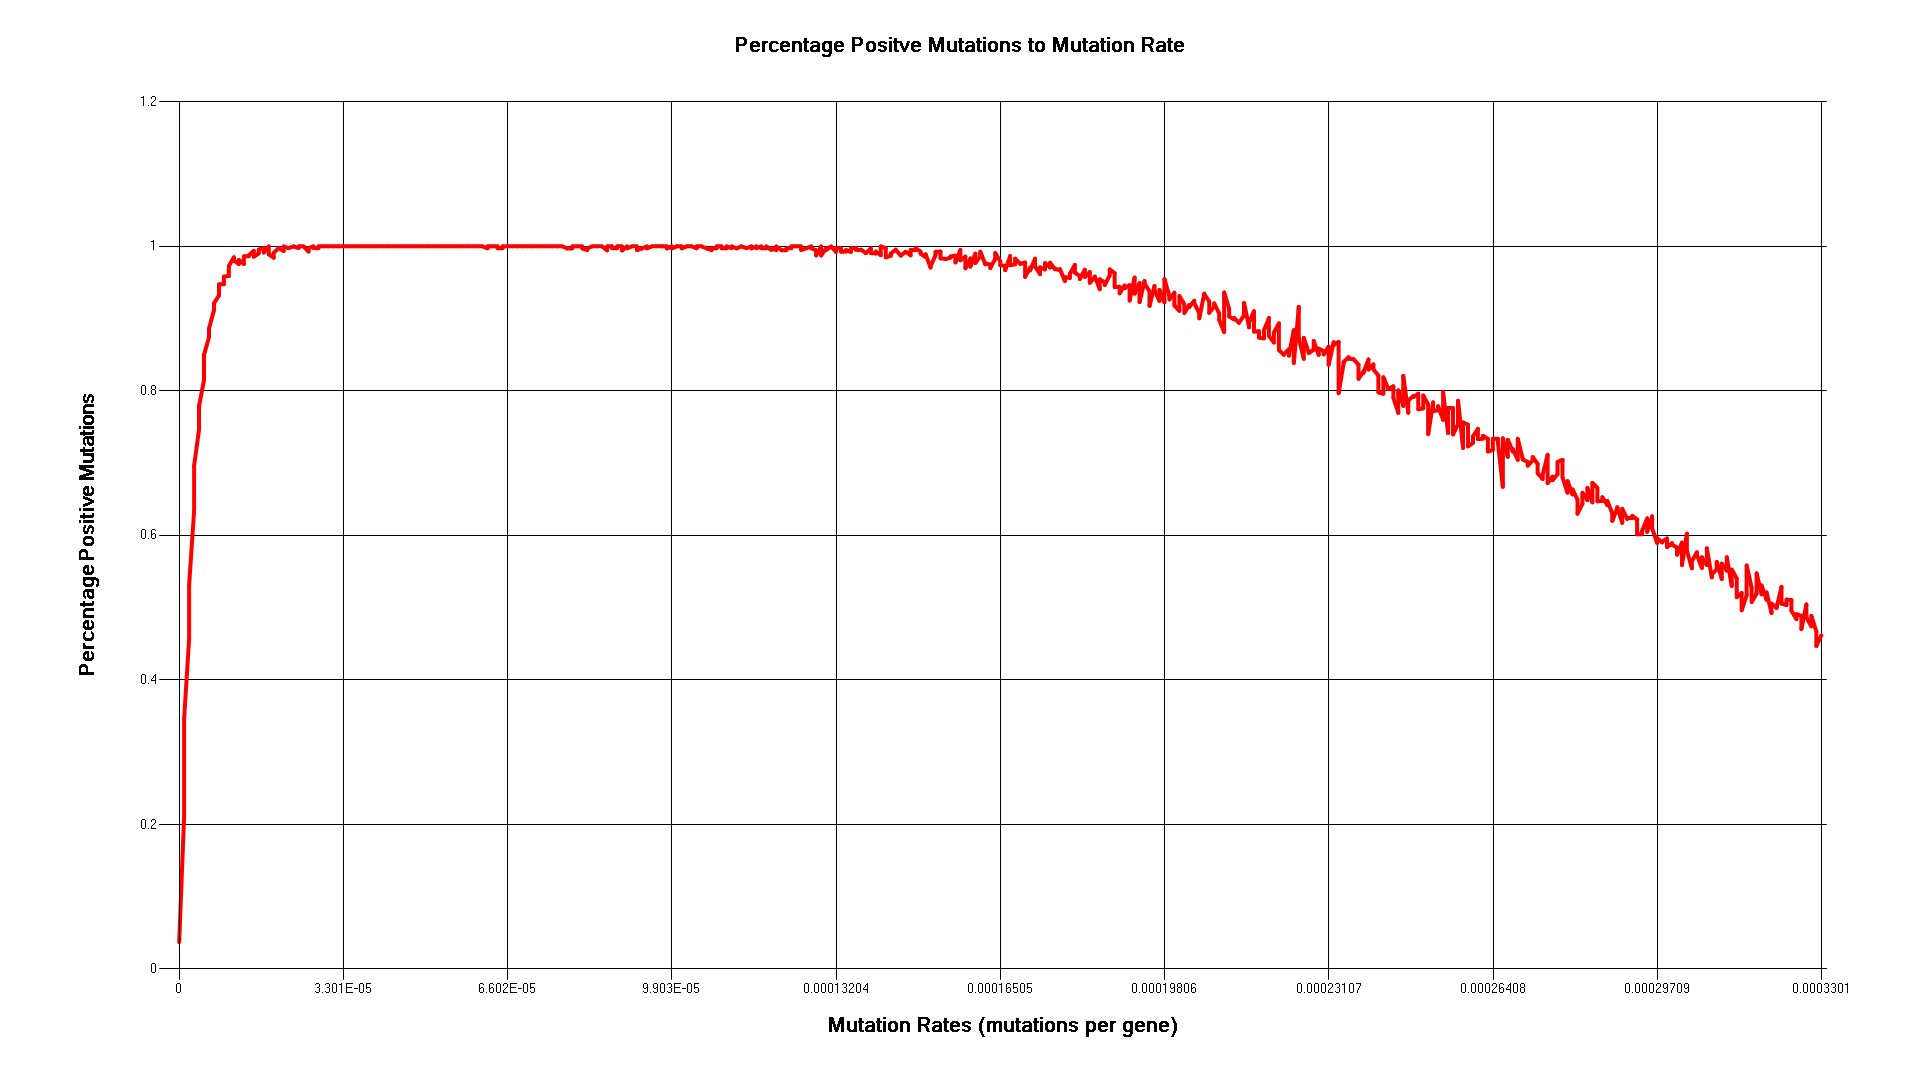 Percentage Positve Mutations to Mutation Rate
1.2
1
0.8
0.6
0.4
0.2
0
Percentage Positive Mutations
0 3.301E-05 6.602E-05 9.903E-05 0.00013204 0.00016505 0.00019806 0.00023107 0.00026408 0.00029709 0.0003301
Mutation Rates (mutations per gene)